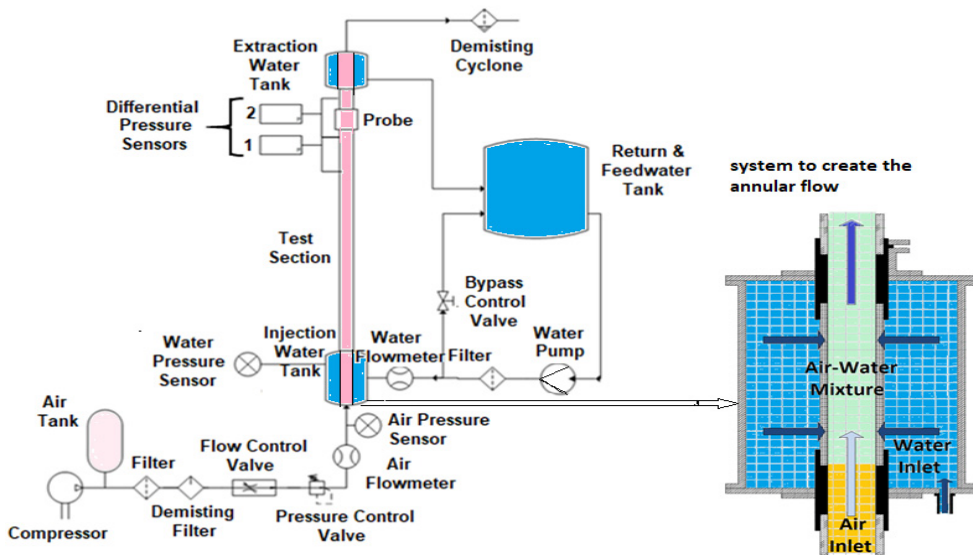 Extraction
Water
Tank
Demisting
Cyclone
Differential
Pressure
Sensors
2
1
Probe
Return &
Feedwater
Tank
system to create the
annular flow
Test
Section
Bypass
Control
Valve
Injection
Water
Tank
Water
Flowmeter
Filter
Water
Pump
Water
Pressure
Sensor
Air
Tank
Air Pressure
Sensor
Flow Control
Valve
Filter
Air
Flowmeter
Compressor
Demisting
Filter
Pressure Control
Valve
Air-Water
Mixture
Water
Inlet
Air
Inlet